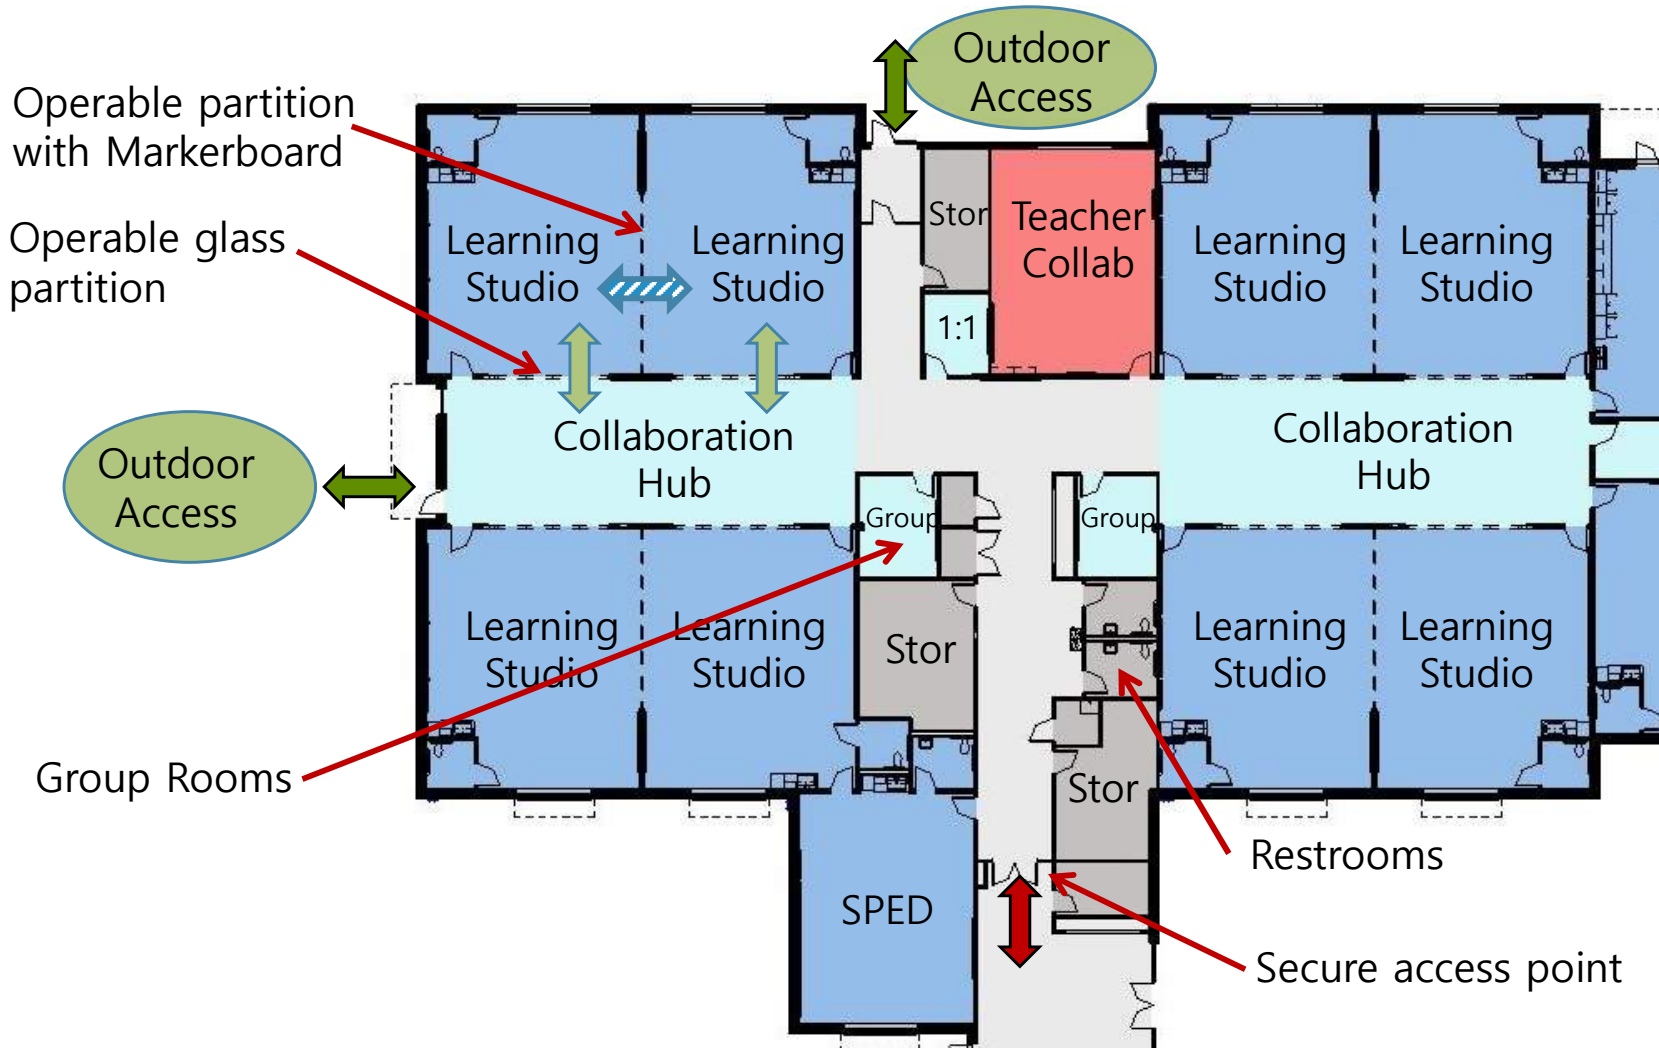 Outdoor
Access
Operable partition
with Markerboard
Operable glass
partition
Learning
Studio
Learning
Studio
Stor
Teacher
Collab
1:1
Learning
Studio
Learning
Studio
Outdoor
Access
Collaboration
Hub
Collaboration
Hub
Group
Group
Learning
Studio
Learning
Studio
Stor
Learning
Studio
Learning
Studio
Group Rooms
Stor
Restrooms
SPED
Secure access point